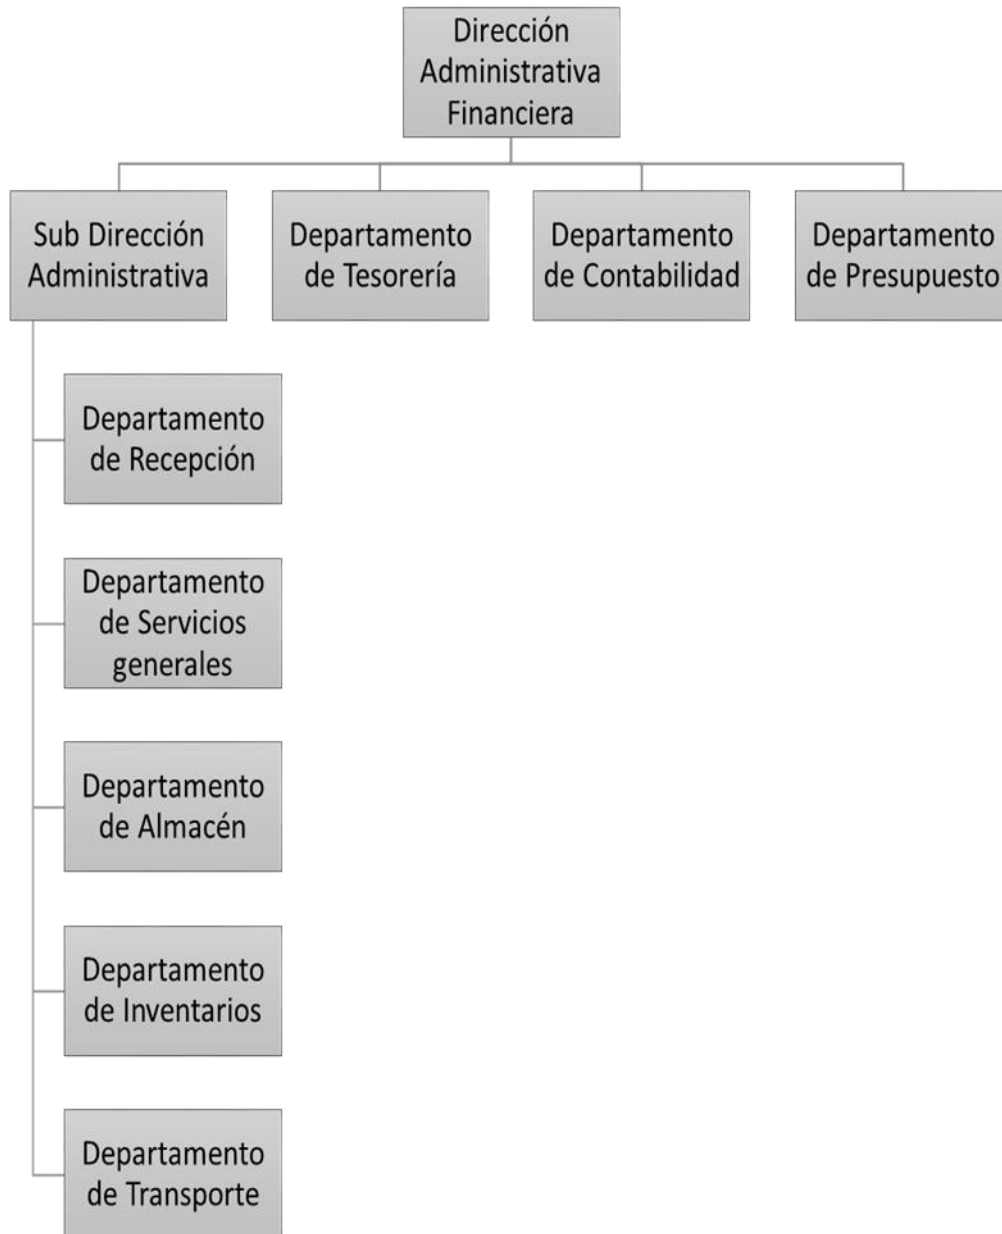 Dirección
Administrativa
Financiera
Sub Dirección
Administrativa
Departamento
de Tesorería
Departamento
de Contabilidad
Departamento
de Presupuesto
Departamento
de Recepción
Departamento
de Servicios
generales
Departamento
de Almacén
Departamento
de Inventarios
Departamento
de Transporte